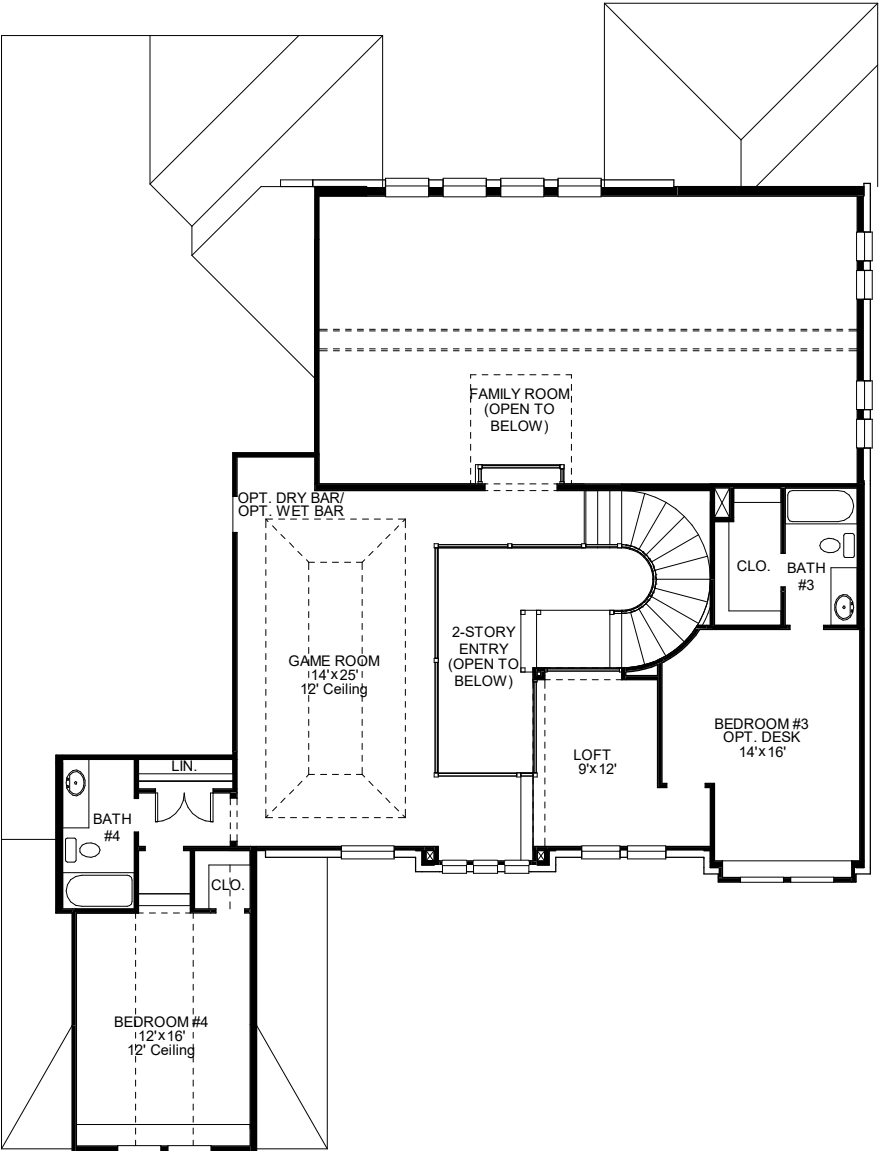 FAMILY ROOM
(OPEN TO
BELOW)
OPT. DRY BAR/
OPT. WET BAR
CLO.
BATH
#3
2-STORY
ENTRY
(OPEN TO
BELOW)
GAME ROOM
14'x25'
12' Ceiling
BEDROOM #3
OPT. DESK
14'x16'
LOFT
9'x12'
LIN.
BATH
#4
CLO.
BEDROOM #4
12'x16'
12' Ceiling